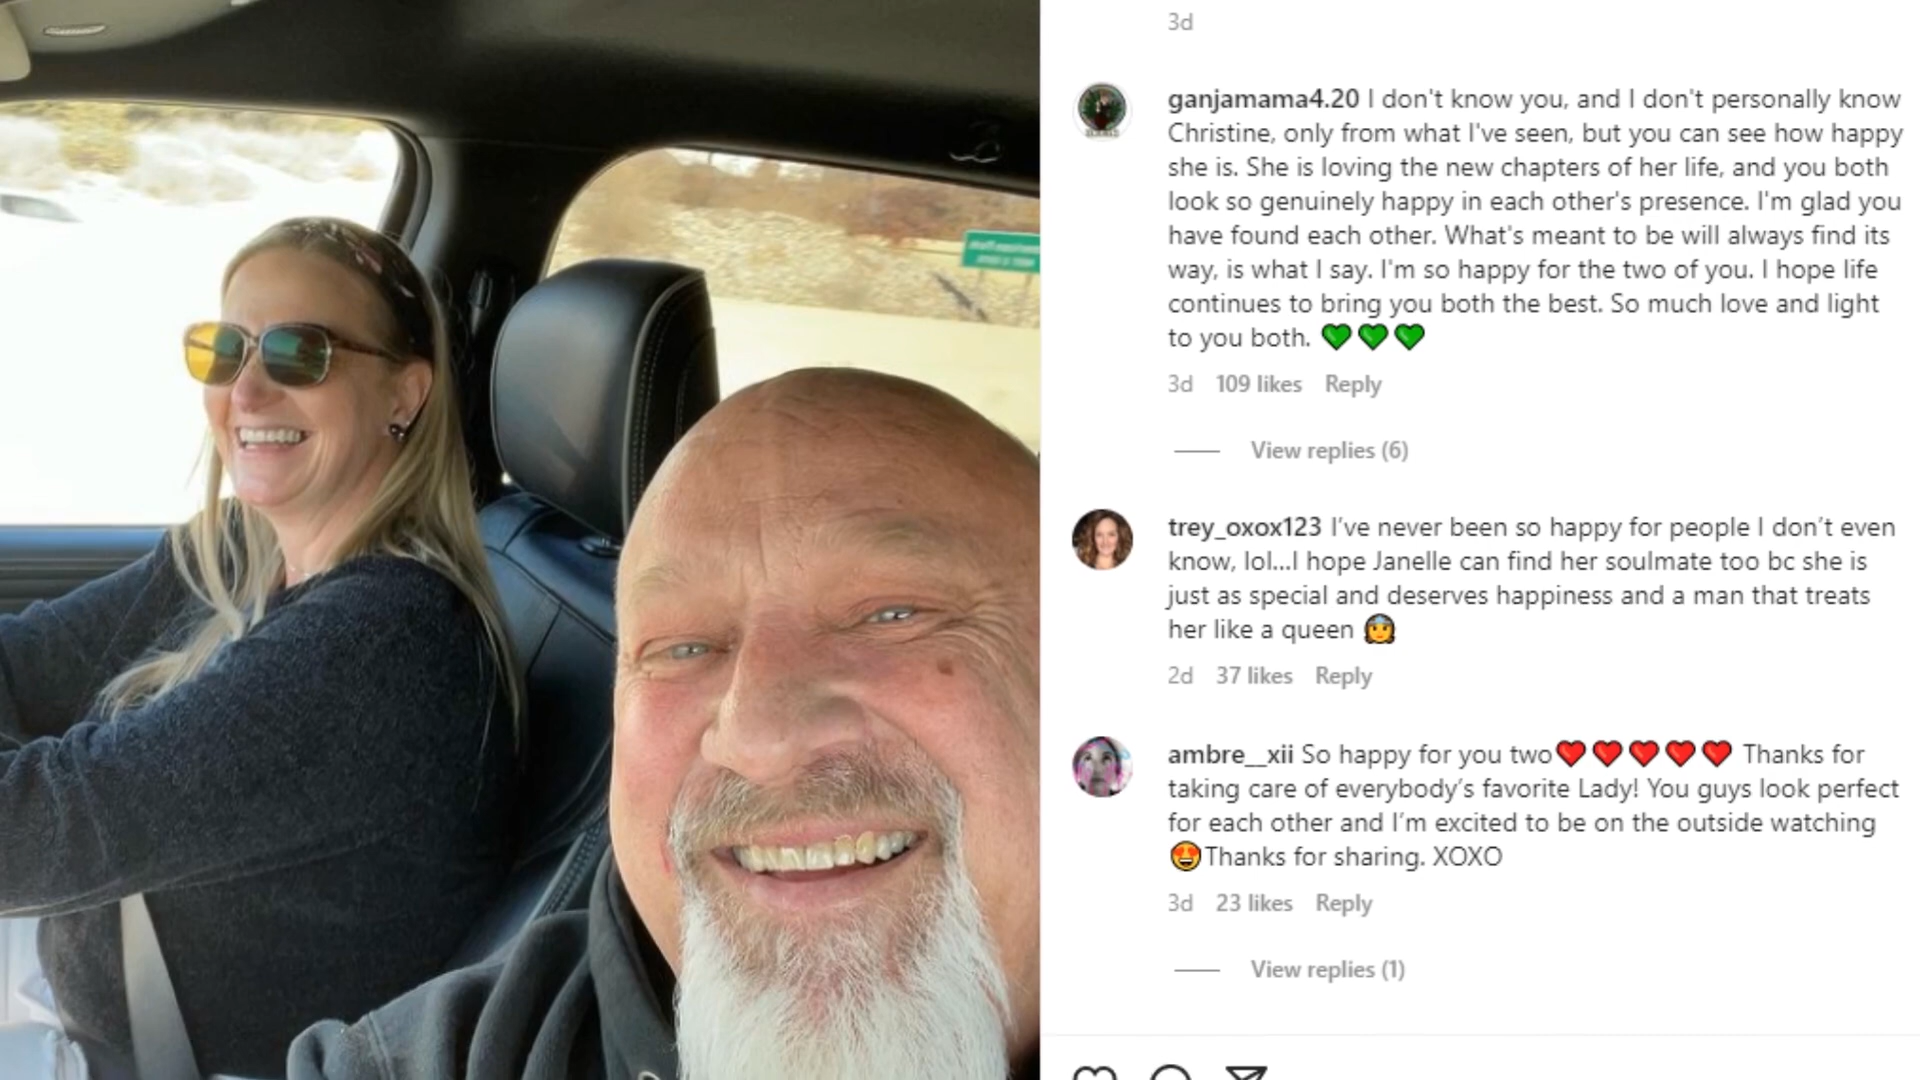 3d
ganjamama4.20 I don't know you, and I don't personally know
Christine, only from what I've seen, but you can see how happy
she is. She is loving the new chapters of her life, and you both
look so genuinely happy in each other's presence. I'm glad you
have found each other. What's meant to be will always find its
way, is what I say. I'm so happy for the two of you. I hope life
continues to bring you both the best. So much love and light
to you both. 💚💚💚
3d 109 likes Reply
View replies (6)
trey_oxox123 I’ve never been so happy for people I don’t even
know, lol...I hope Janelle can find her soulmate too bc she is
just as special and deserves happiness and a man that treats
her like a queen 👸
2d 37 likes Reply
ambre__xii So happy for you two❤️❤️❤️❤️❤️ Thanks for
taking care of everybody’s favorite Lady! You guys look perfect
for each other and I’m excited to be on the outside watching
😍Thanks for sharing. XOXO
3d 23 likes Reply
View replies (1)